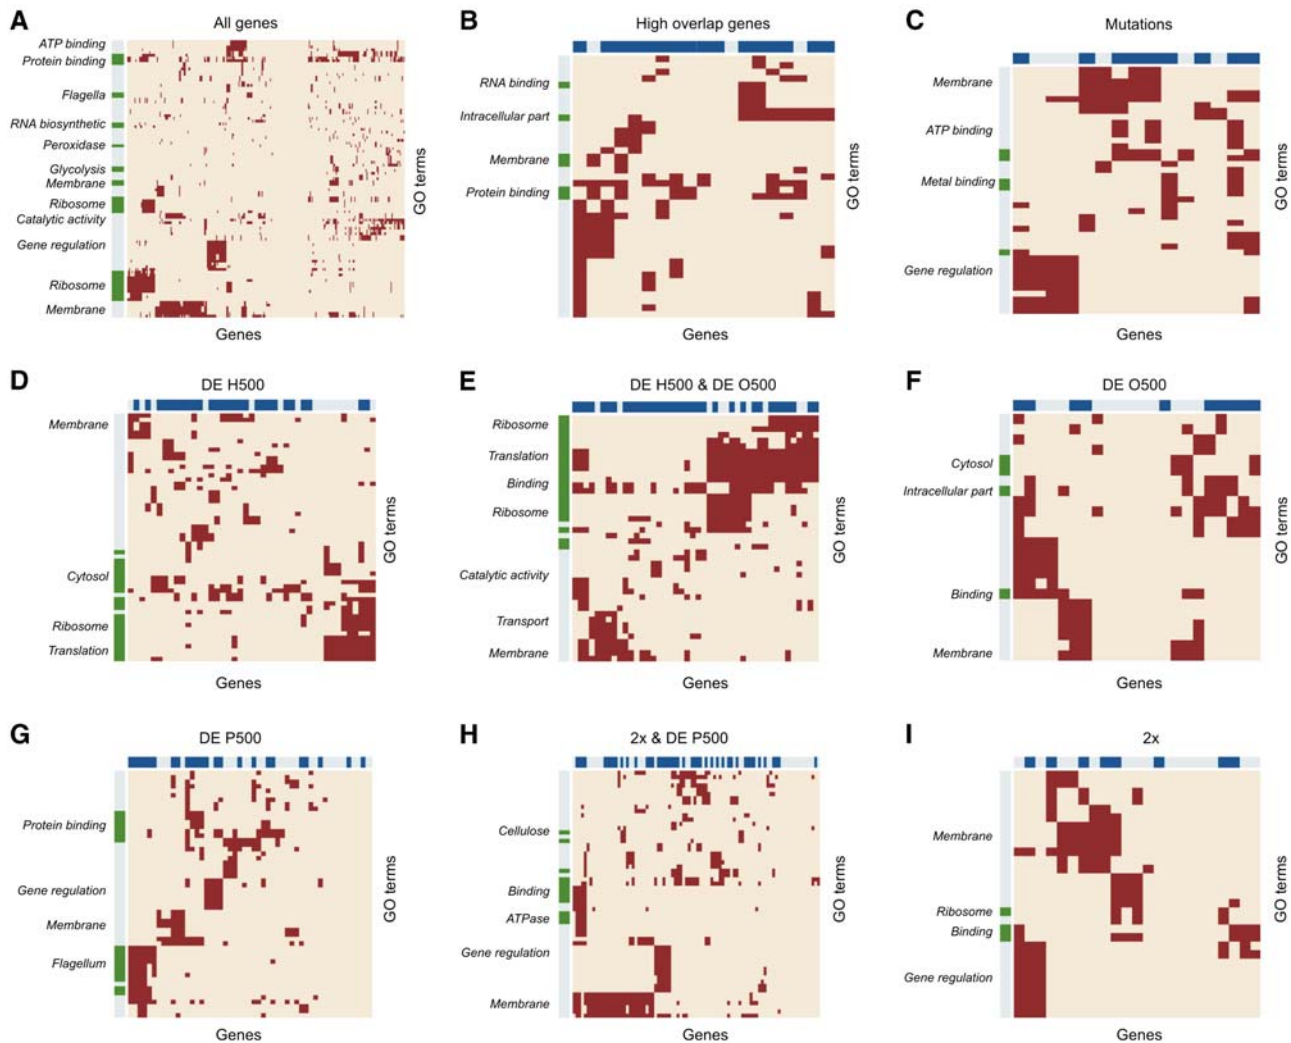 A
All genes
ATP binding
Protein binding
Flagella
RNA biosynthetic
Peroxidase
Glycolysis
Membrane
Ribosome
Catalytic activity
Gene regulation
Ribosome
Membrane
GO terms
Genes
B
High overlap genes
RNA binding
Intracellular part
Membrane
Protein binding
GO terms
Genes
C
Mutations
Membrane
ATP binding
Metal binding
Gene regulation
GO terms
Genes
D
DE H500
Membrane
Cytosol
Ribosome
Translation
GO terms
Genes
E
DE H500 & DE O500
Ribosome
Translation
Binding
Ribosome
Catalytic activity
Transport
Membrane
GO terms
Genes
F
DE O500
Cytosol
Intracellular part
Binding
Membrane
GO terms
Genes
G
DE P500
Protein binding
Gene regulation
Membrane
Flagellum
GO terms
Genes
H
2x & DE P500
Cellulose
Binding
ATPase
Gene regulation
Membrane
GO terms
Genes
I
2x
Membrane
Ribosome
Binding
Gene regulation
GO terms
Genes